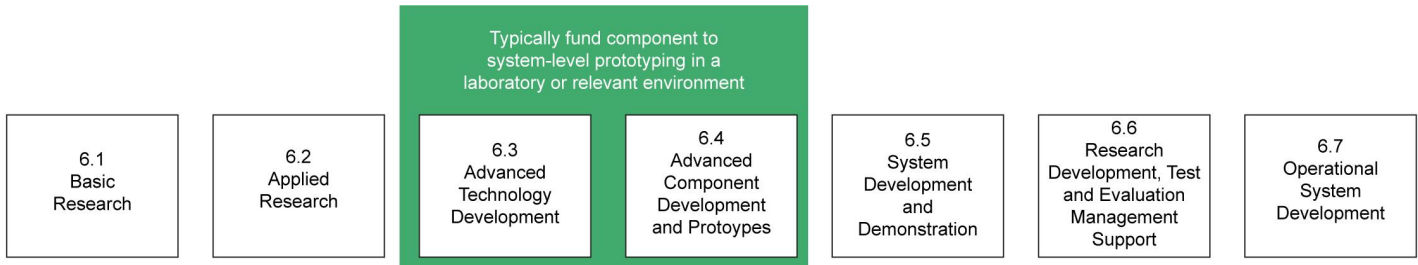 Typically fund component to
system-level prototyping in a
laboratory or relevant environment
6.1
Basic
Research
6.2
Applied
Research
6.3
Advanced
Technology
Development
6.4
Advanced
Component
Development
and Protoypes
6.5
System
Development
and
Demonstration
6.6
Research
Development, Test
and Evaluation
Management
Support
6.7
Operational
System
Development